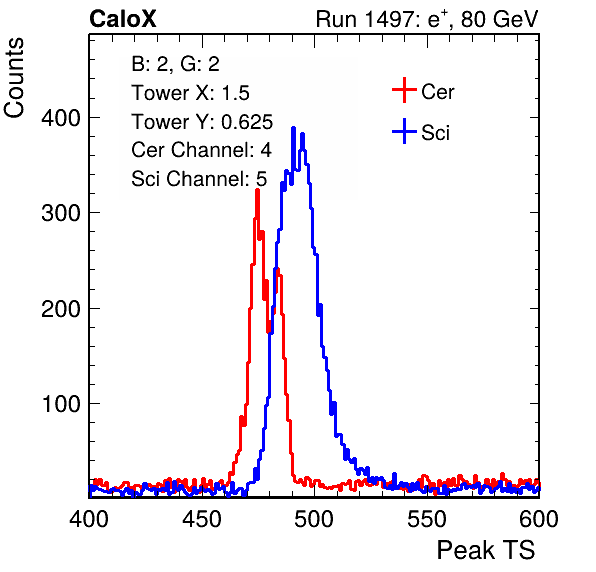 CaloX Run 1497: e+, 80 GeV
Counts
B: 2, G: 2
Tower X: 1.5
Tower Y: 0.625
Cer Channel: 4
Sci Channel: 5
Cer
Sci
400
300
200
100
400 450 500 550 600
Peak TS